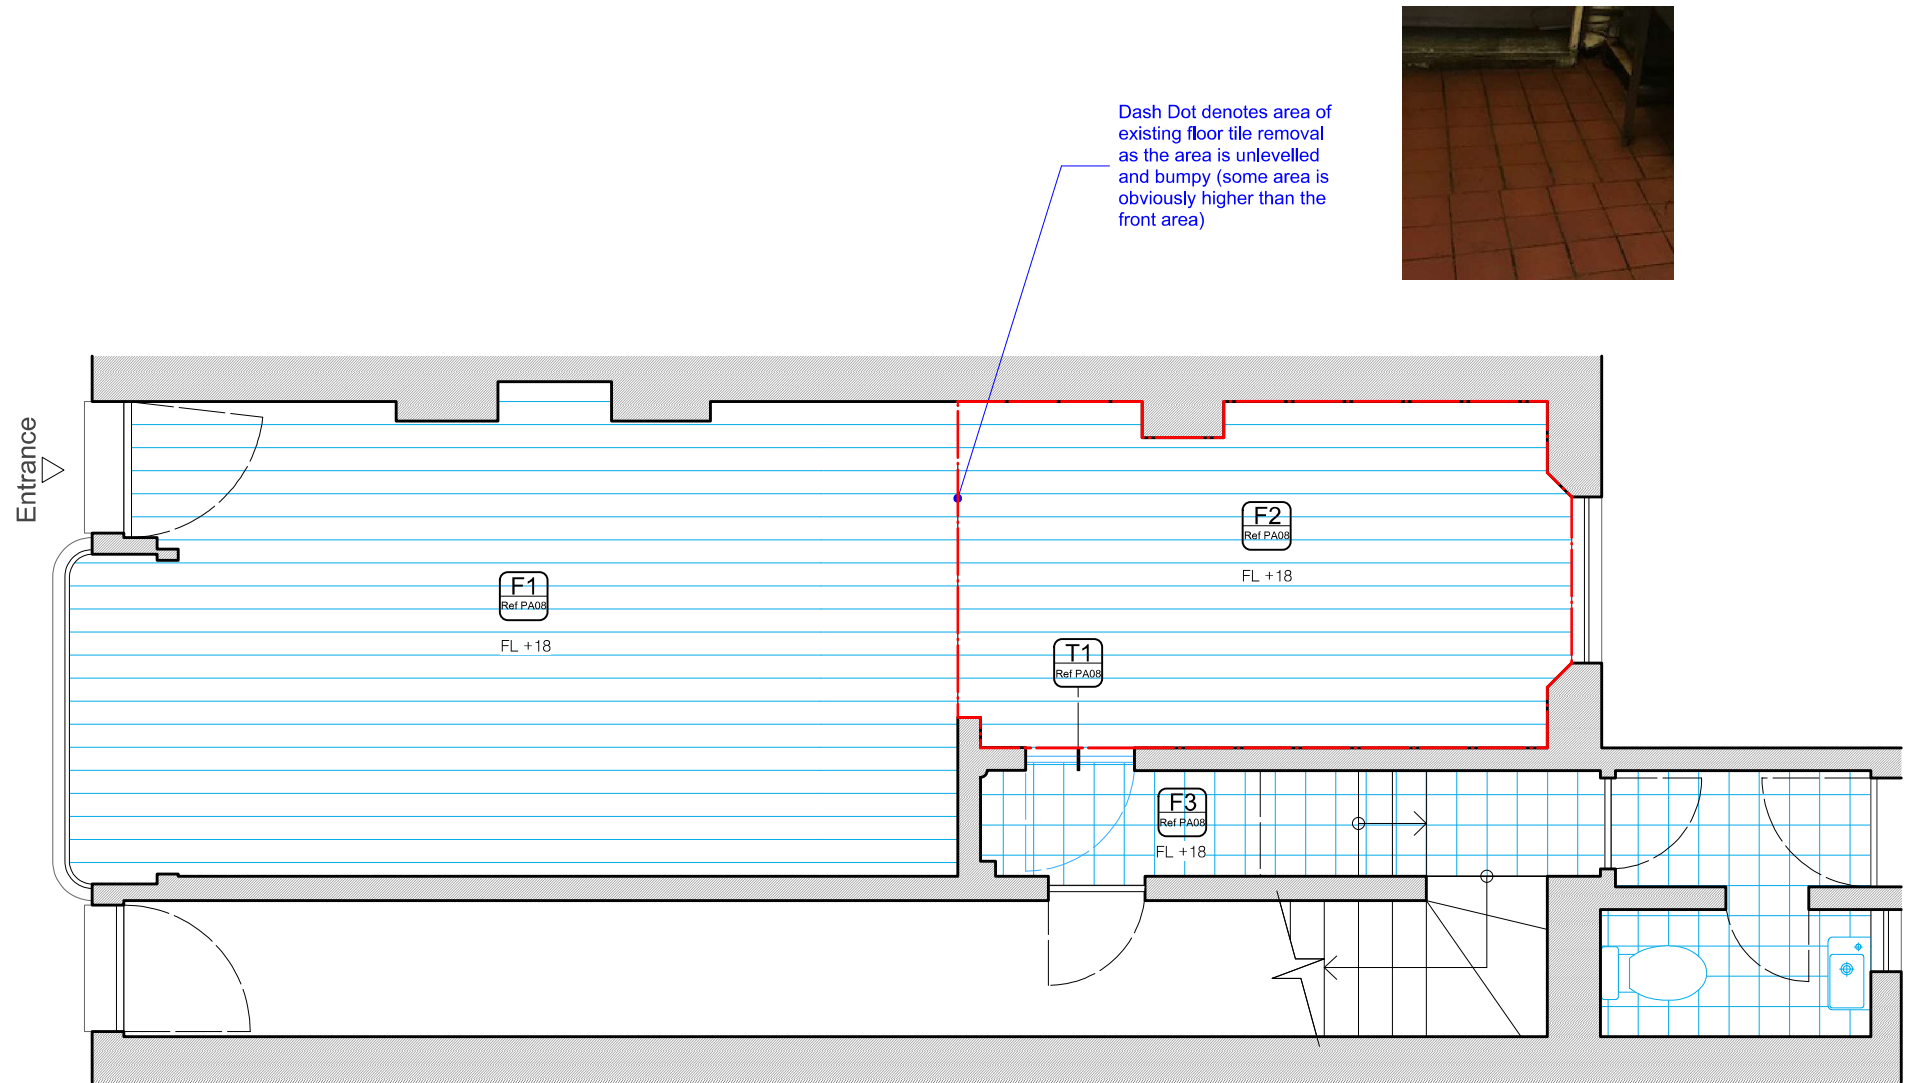 Dash Dot denotes area of
existing floor tile removal
as the area is unlevelled
and bumpy (some area is
obviously higher than the
front area)
Entrance
F1
Ref PA08
FL +18
F2
Ref PA08
FL +18
T1
Ref PA08
F3
Ref PA08
FL +18